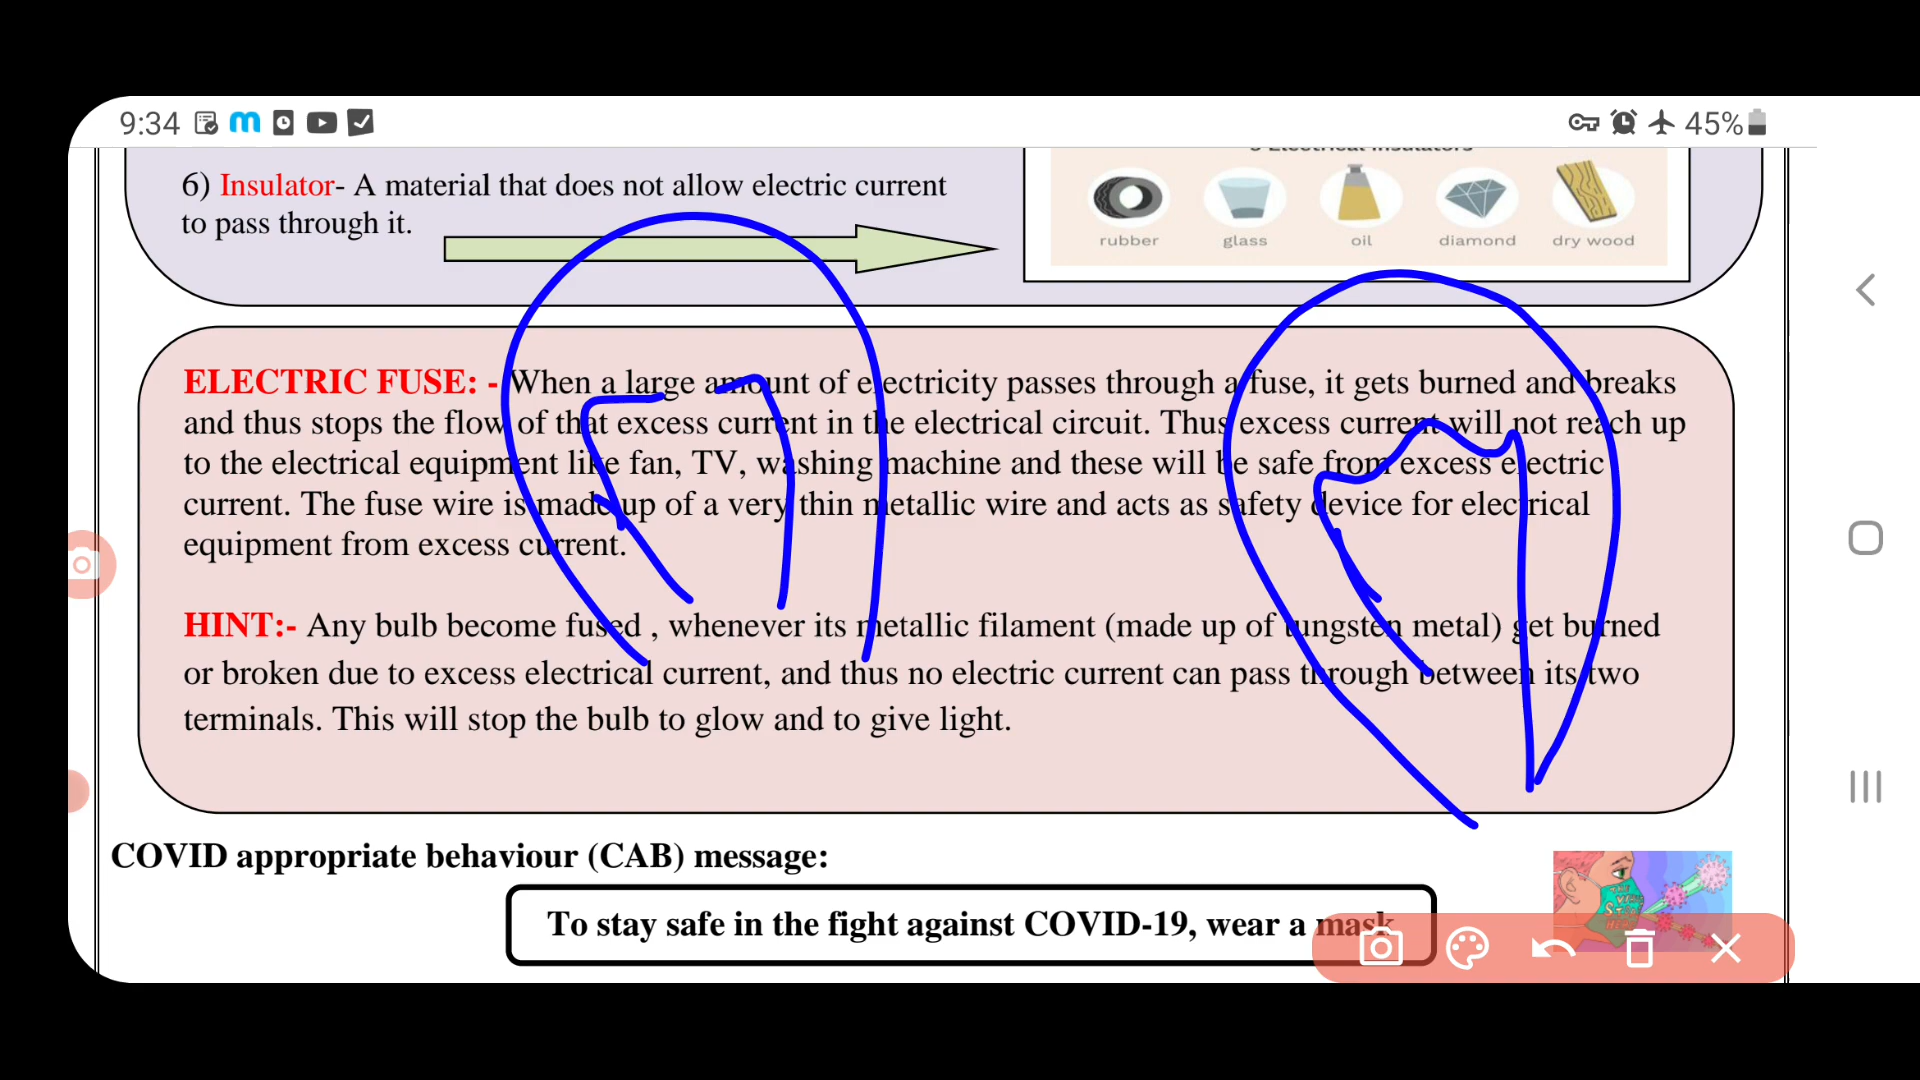 9:34
45%
5 Electrical Insulators
6) Insulator- A material that does not allow electric current
to pass through it.
rubber glass oil diamond dry wood
ELECTRIC FUSE: - When a large amount of electricity passes through a fuse, it gets burned and breaks
and thus stops the flow of that excess current in the electrical circuit. Thus excess current will not reach up
to the electrical equipment like fan, TV, washing machine and these will be safe from excess electric
current. The fuse wire is made up of a very thin metallic wire and acts as safety device for electrical
equipment from excess current.
HINT:- Any bulb become fused , whenever its metallic filament (made up of tungsten metal) get burned
or broken due to excess electrical current, and thus no electric current can pass through between its two
terminals. This will stop the bulb to glow and to give light.
COVID appropriate behaviour (CAB) message:
To stay safe in the fight against COVID-19, wear a mask